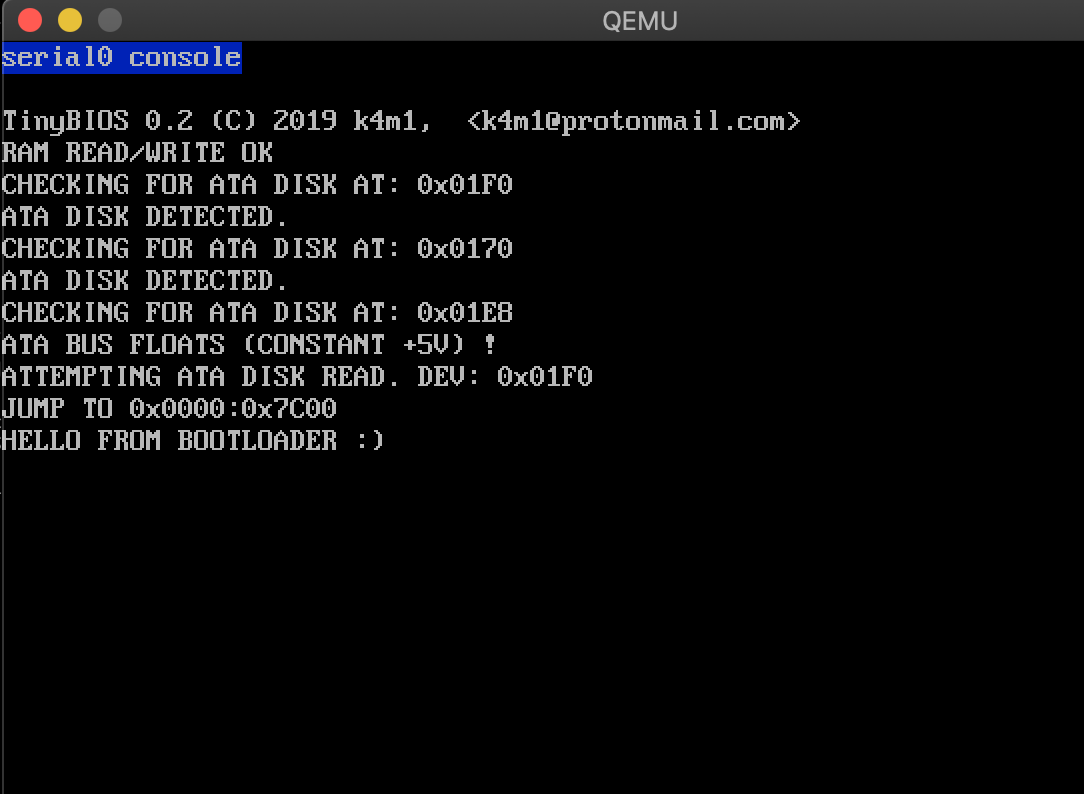 QEMU
serial0 console
TinyBIOS 0.2 (C) 2019 k4m1,  <k4m1@protonmail.com>
RAM READ/WRITE OK
CHECKING FOR ATA DISK AT: 0x01F0
ATA DISK DETECTED.
CHECKING FOR ATA DISK AT: 0x0170
ATA DISK DETECTED.
CHECKING FOR ATA DISK AT: 0x01E8
ATA BUS FLOATS (CONSTANT +5V) !
ATTEMPTING ATA DISK READ. DEV: 0x01F0
JUMP TO 0x0000:0x7C00
HELLO FROM BOOTLOADER :)